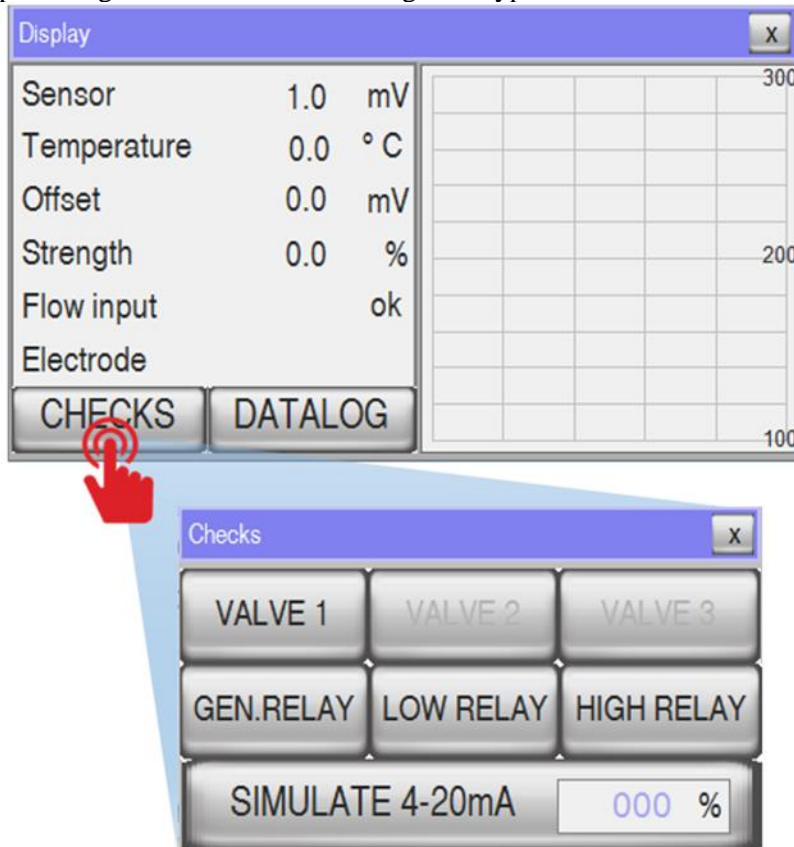 Display x
Sensor 1.0 mV
Temperature 0.0 ° C
Offset 0.0 mV
Strength 0.0 %
Flow input ok
Electrode
CHECKS DATALOG
300
200
100
Checks x
VALVE 1 VALVE 2 VALVE 3
GEN.RELAY LOW RELAY HIGH RELAY
SIMULATE 4-20mA 000 %